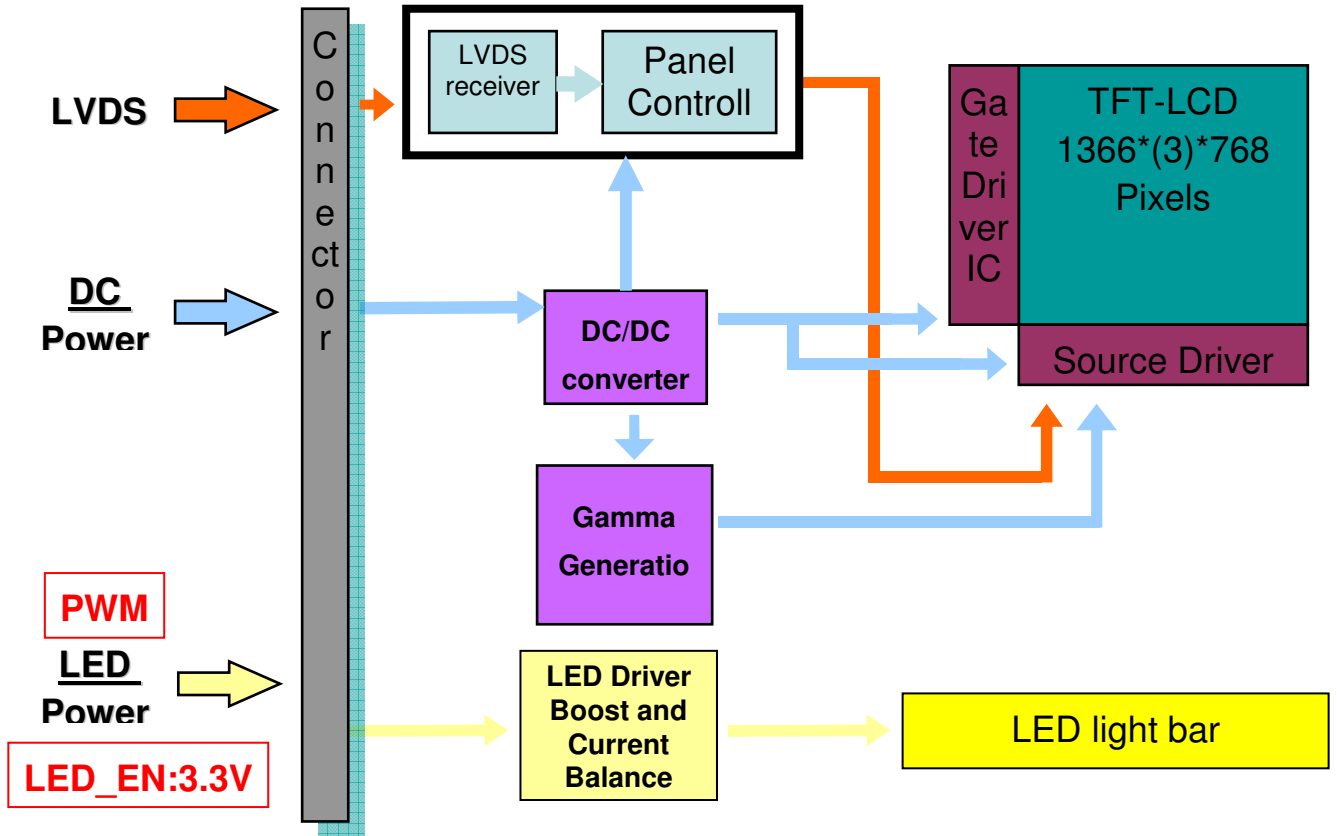 LVDS
DC
Power
PWM
LED
Power
LED_EN:3.3V
C
o
n
n
e
ct
o
r
LVDS
receiver
Panel
Controll
DC/DC
converter
Gamma
Generatio
LED Driver
Boost and
Current
Balance
Ga
te
Dri
ver
IC
TFT-LCD
1366*(3)*768
Pixels
Source Driver
LED light bar